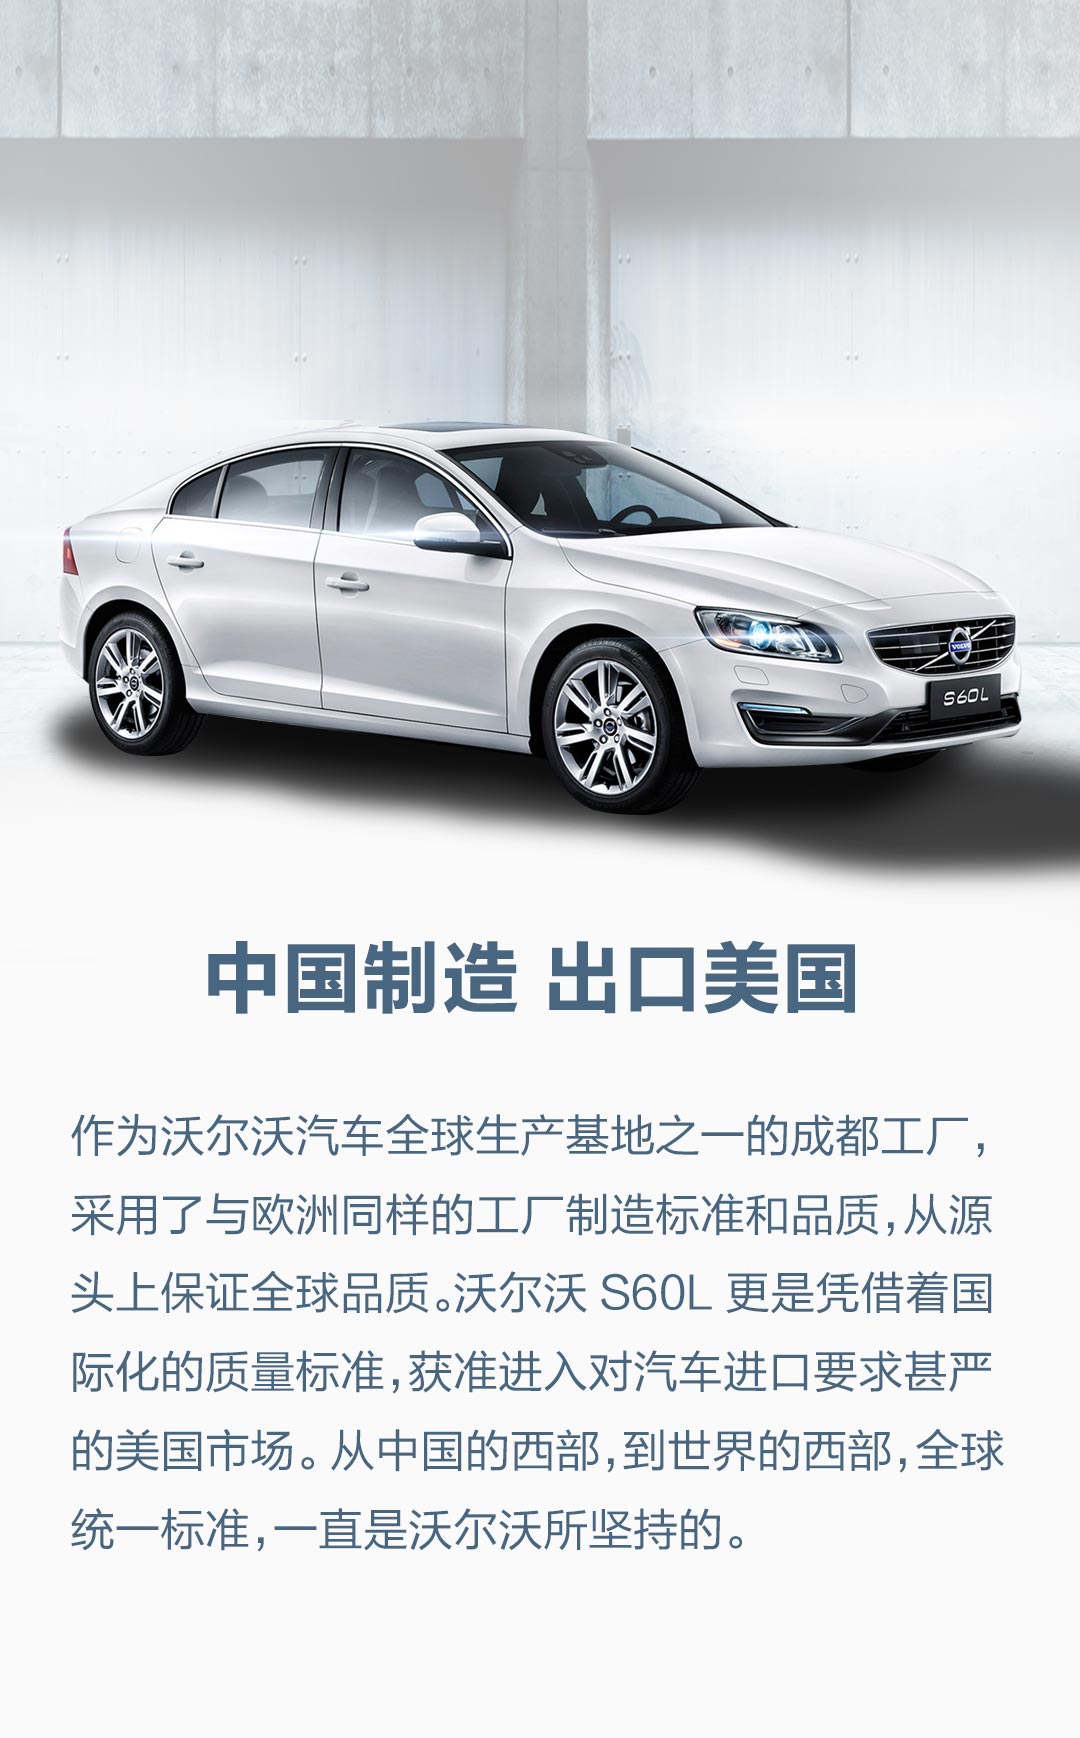 VOLVO
S60L
中国制造 出口美国
作为沃尔沃汽车全球生产基地之一的成都工厂，
采用了与欧洲同样的工厂制造标准和品质，从源
头上保证全球品质。沃尔沃 S60L 更是凭借着国
际化的质量标准，获准进入对汽车进口要求甚严
的美国市场。从中国的西部，到世界的西部，全球
统一标准，一直是沃尔沃所坚持的。